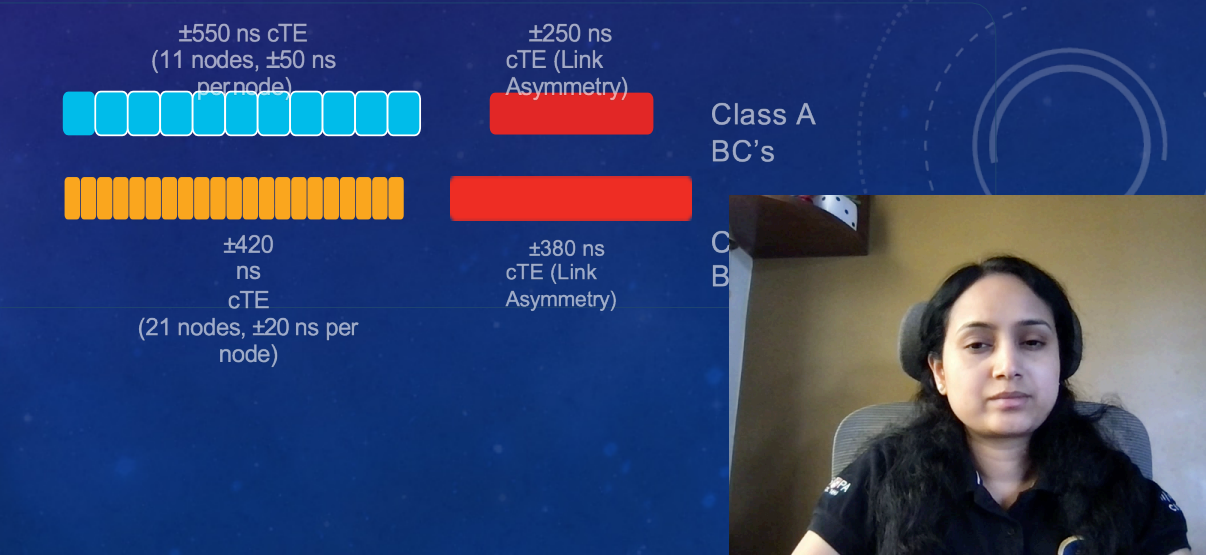 ±550 ns cTE
(11 nodes, ±50 ns
per node)
±250 ns
cTE (Link
Asymmetry)
Class A
BC’s
±420
ns
cTE
(21 nodes, ±20 ns per
node)
±380 ns
cTE (Link
Asymmetry)
C
B